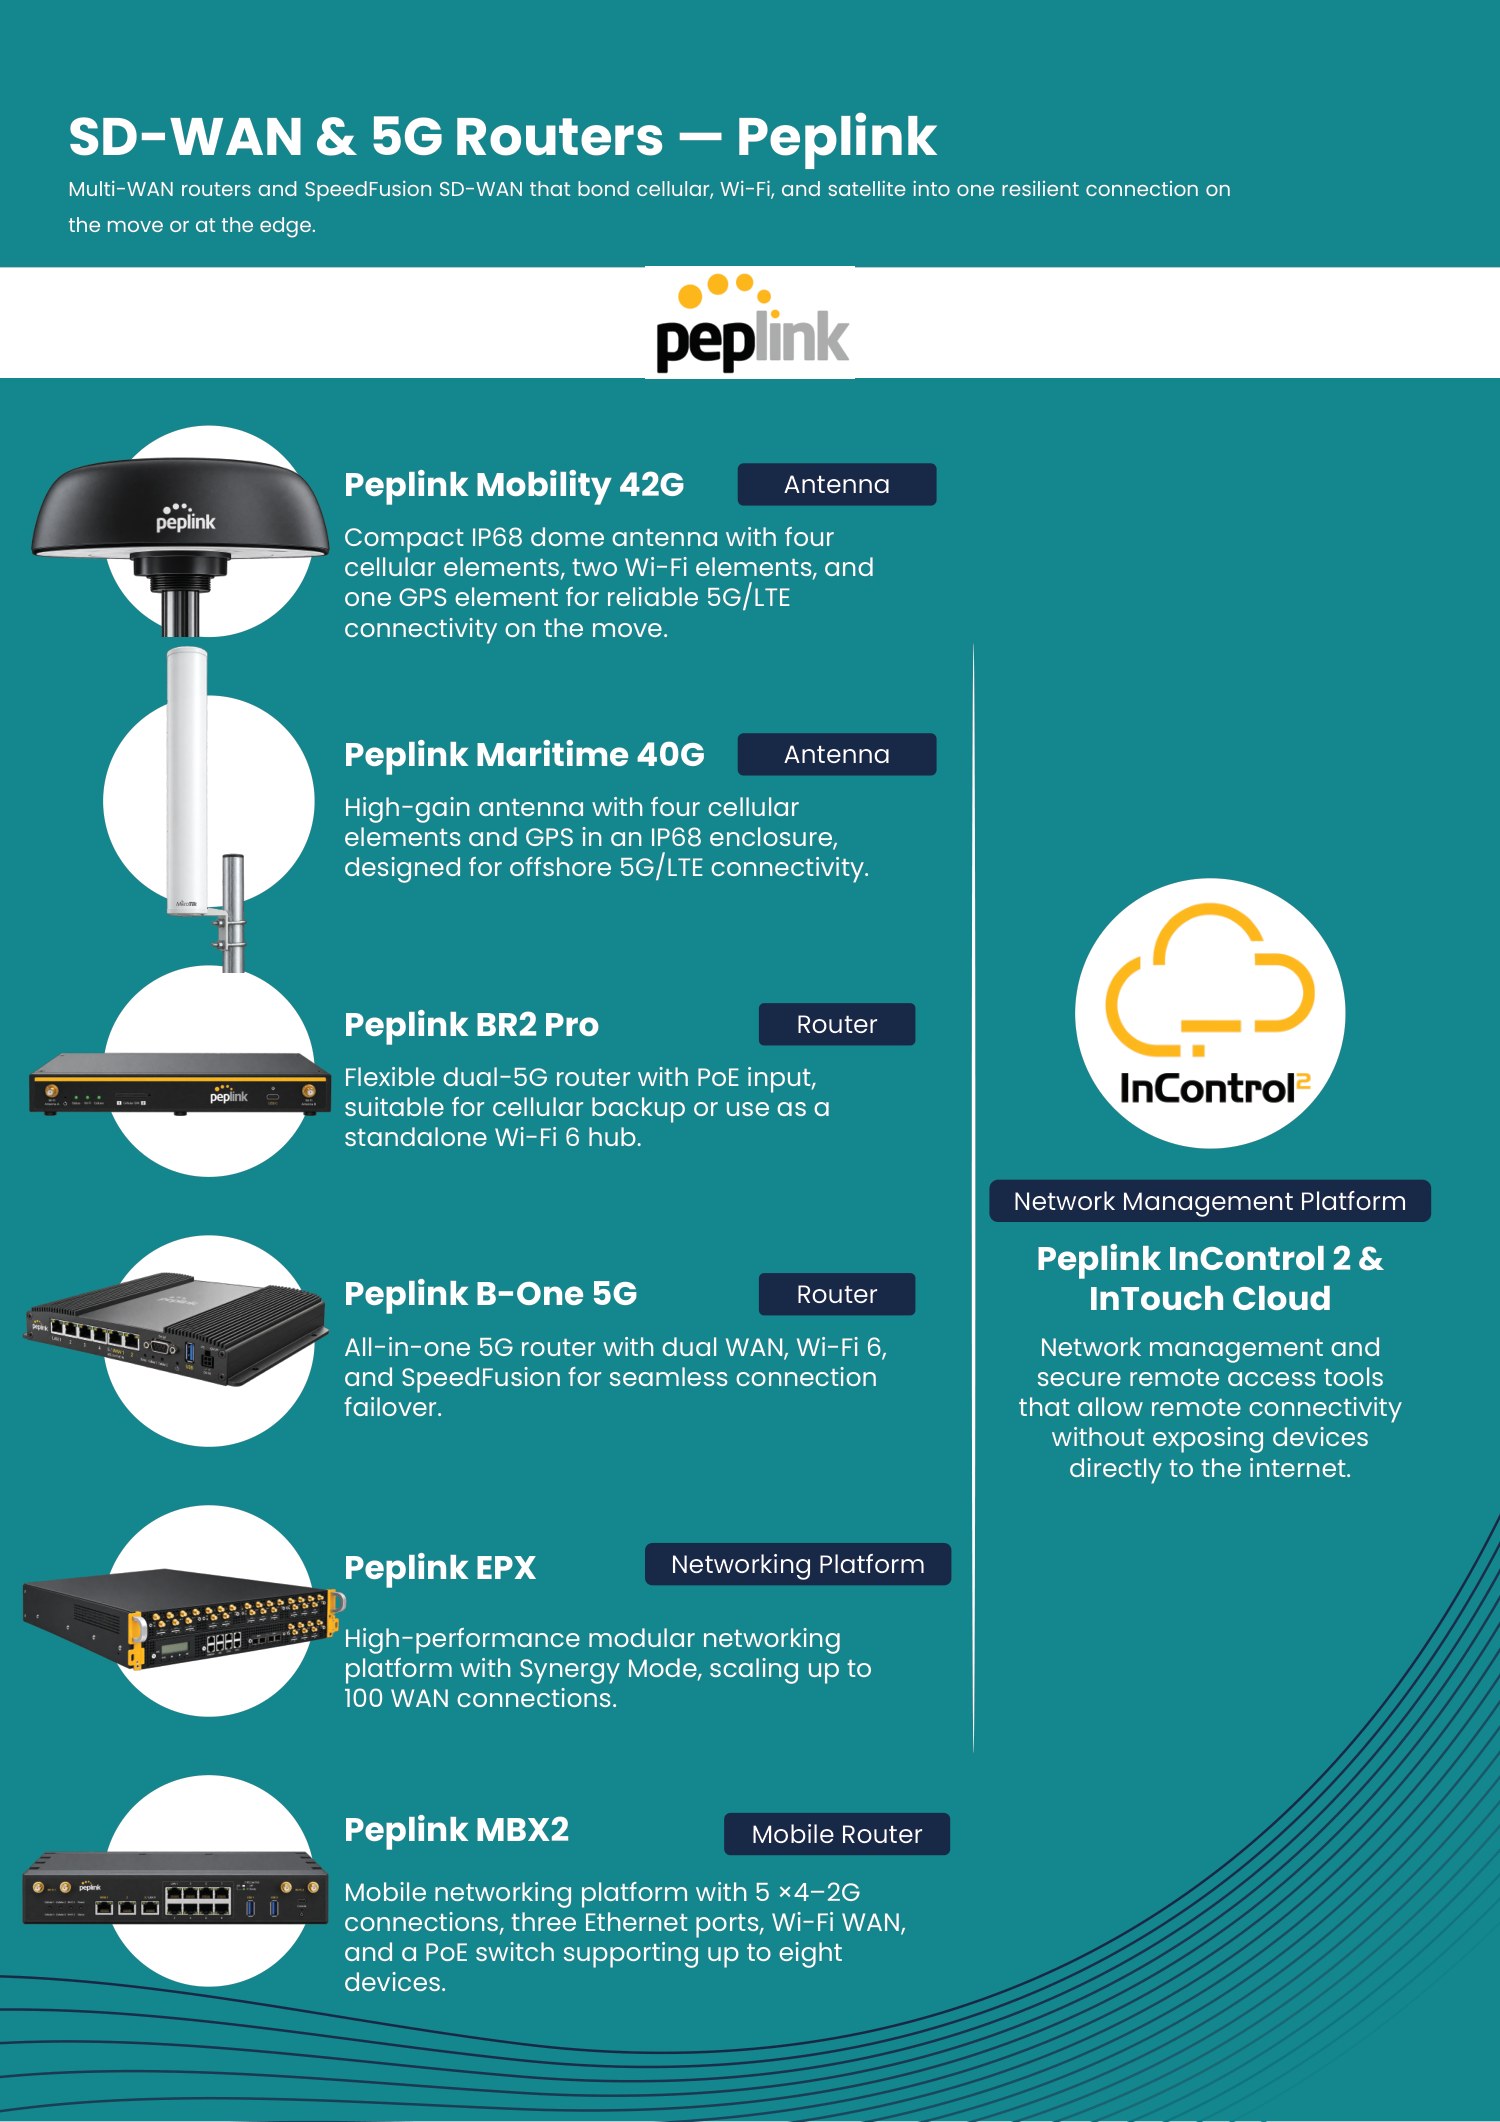 SD-WAN & 5G Routers — Peplink
Multi-WAN routers and SpeedFusion SD-WAN that bond cellular, Wi-Fi, and satellite into one resilient connection on
the move or at the edge.
peplink
peplink
Peplink Mobility 42G
Antenna
Compact IP68 dome antenna with four
cellular elements, two Wi-Fi elements, and
one GPS element for reliable 5G/LTE
connectivity on the move.
Peplink Maritime 40G
Antenna
High-gain antenna with four cellular
elements and GPS in an IP68 enclosure,
designed for offshore 5G/LTE connectivity.
Peplink BR2 Pro
Router
peplink
Flexible dual-5G router with PoE input,
suitable for cellular backup or use as a
standalone Wi-Fi 6 hub.
Peplink B-One 5G
Router
peplink
All-in-one 5G router with dual WAN, Wi-Fi 6,
and SpeedFusion for seamless connection
failover.
Peplink EPX
Networking Platform
High-performance modular networking
platform with Synergy Mode, scaling up to
100 WAN connections.
Peplink MBX2
Mobile Router
peplink
Mobile networking platform with 5 ×4–2G
connections, three Ethernet ports, Wi-Fi WAN,
and a PoE switch supporting up to eight
devices.
InControl2
Network Management Platform
Peplink InControl 2 &
InTouch Cloud
Network management and
secure remote access tools
that allow remote connectivity
without exposing devices
directly to the internet.